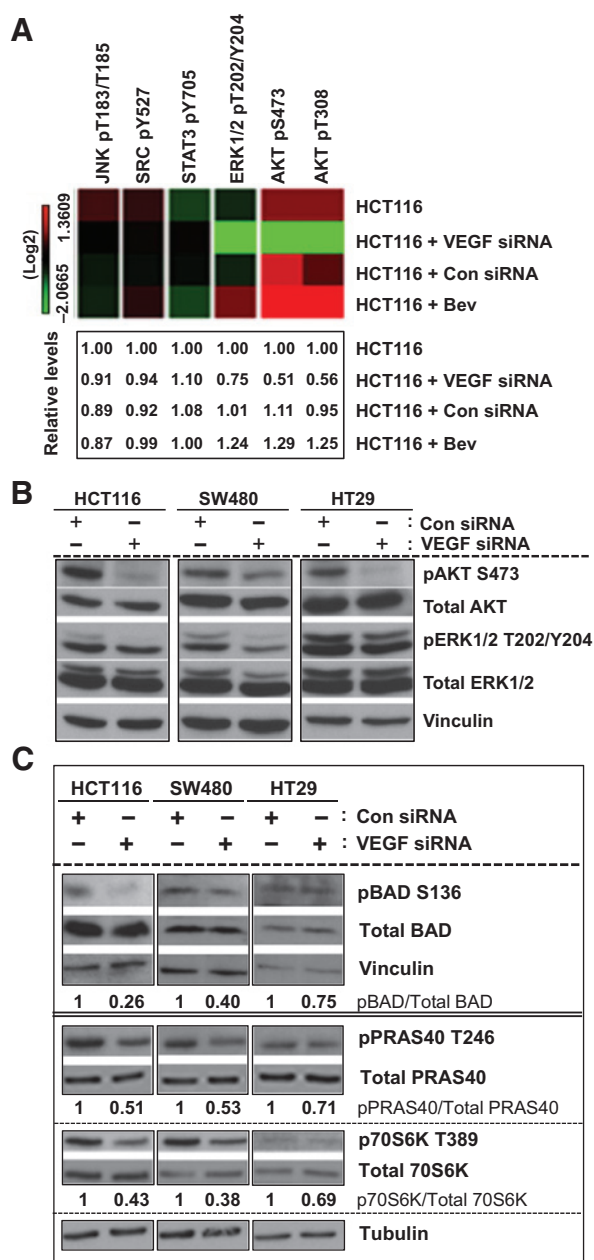 A
JNK pT183/T185
SRC pY527
STAT3 pY705
ERK1/2 pT202/Y204
AKT pS473
AKT pT308
(Log2)
−2.0665 1.3609
HCT116
HCT116 + VEGF siRNA
HCT116 + Con siRNA
HCT116 + Bev
Relative levels
1.00 1.00 1.00 1.00 1.00 1.00 HCT116
0.91 0.94 1.10 0.75 0.51 0.56 HCT116 + VEGF siRNA
0.89 0.92 1.08 1.01 1.11 0.95 HCT116 + Con siRNA
0.87 0.99 1.00 1.24 1.29 1.25 HCT116 + Bev
B
HCT116 SW480 HT29
+ − + − + − : Con siRNA
− + − + − + : VEGF siRNA
pAKT S473
Total AKT
pERK1/2 T202/Y204
Total ERK1/2
Vinculin
C
HCT116 SW480 HT29
+ − + − + − : Con siRNA
− + − + − + : VEGF siRNA
pBAD S136
Total BAD
Vinculin
1 0.26 1 0.40 1 0.75 pBAD/Total BAD
pPRAS40 T246
Total PRAS40
1 0.51 1 0.53 1 0.71 pPRAS40/Total PRAS40
p70S6K T389
Total 70S6K
1 0.43 1 0.38 1 0.69 p70S6K/Total 70S6K
Tubulin